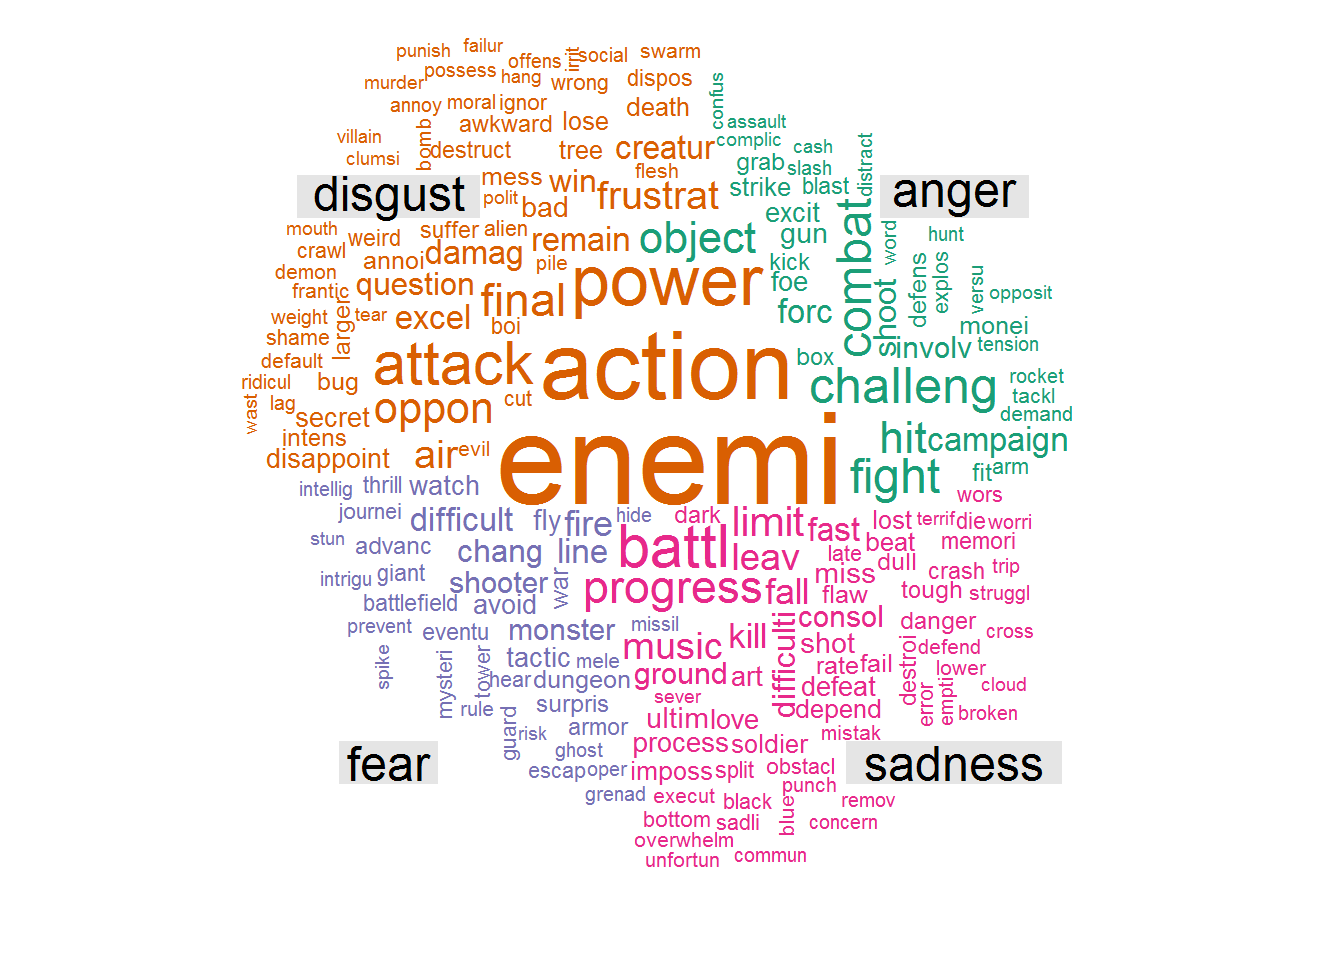 punish
failur
offens
irrit
social
swarm
murder
possess
hang
wrong
dispos
confus
annoy
moral
ignor
death
villain
bomb
awkward
lose
assault
clumsi
destruct
tree
creatur
complic
cash
distract
disgust
mess
win
flesh
grab
slash
anger
polit
bad
frustrat
strike
blast
mouth
weird
suffer
alien
remain
object
excit
gun
combat
word
hunt
crawl
annoi
damag
pile
kick
shoot
defens
explos
versu
demon
question
final
power
foe
opposit
frantic
larger
tear
excel
boi
forc
monei
weight
shame
attack
action
box
involv
tension
default
bug
cut
challeng
rocket
ridicul
tackl
wast
lag
secret
oppon
enemi
hit
campaign
demand
intens
disappoint
air
evil
fight
fit
arm
intellig
thrill
watch
wors
journei
difficult
fly
fire
hide
dark
limit
fast
lost
terrif
die
worri
stun
advanc
chang
line
battl
leav
late
beat
memori
intrigu
giant
shooter
war
progress
fall
miss
dull
crash
trip
battlefield
avoid
flaw
tough
struggl
prevent
eventu
monster
missil
music
kill
difficulti
consol
danger
cross
spike
mysteri
tower
tactic
mele
shot
destroi
defend
hear
dungeon
ground
art
rate
fail
lower
rule
surpris
sever
defeat
error
empti
cloud
guard
risk
armor
ultim
love
depend
broken
fear
ghost
process
soldier
mistak
sadness
escap
oper
imposs
split
obstacl
grenad
execut
black
punch
remov
bottom
sadli
bluer
concern
overwhelm
unfortun
commun